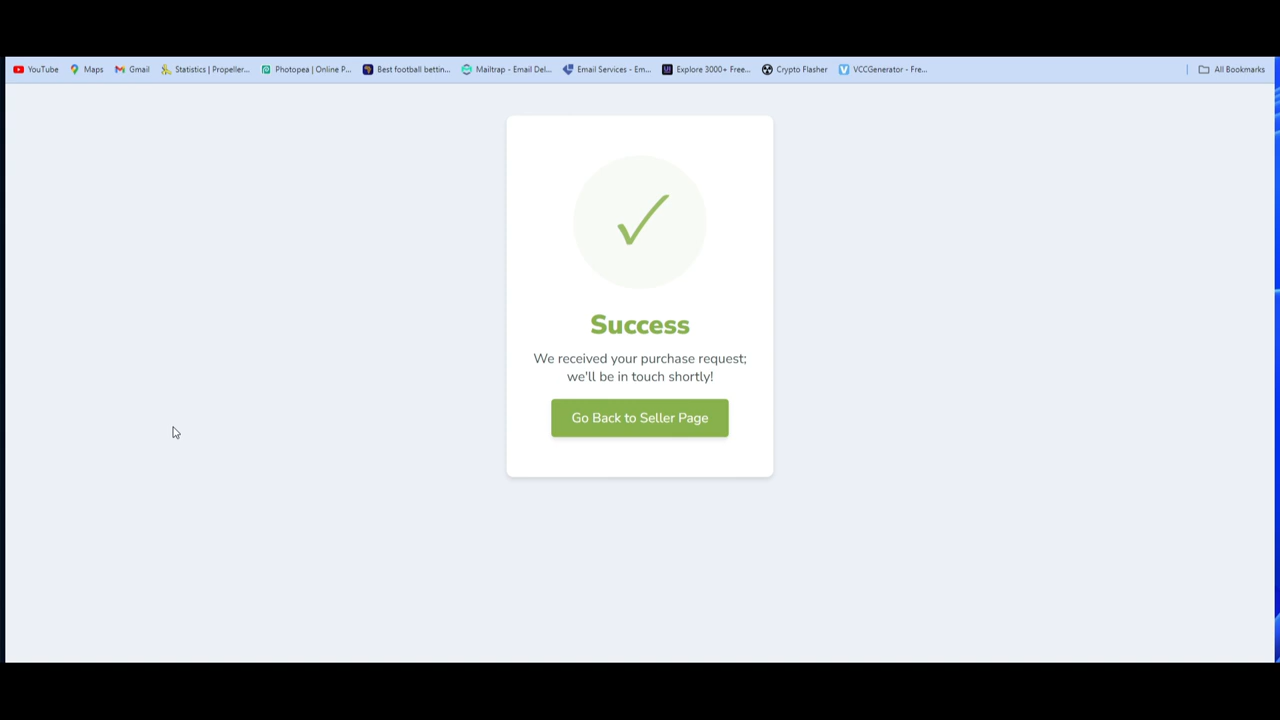 YouTube Maps Gmail Statistics | Propeller... Photopea | Online P... Best football bettin... Mailtrap - Email Del... Email Services - Em... Explore 3000+ Free... Crypto Flasher VCCGenerator - Fre... All Bookmarks
✓
Success
We received your purchase request;
we'll be in touch shortly!
Go Back to Seller Page